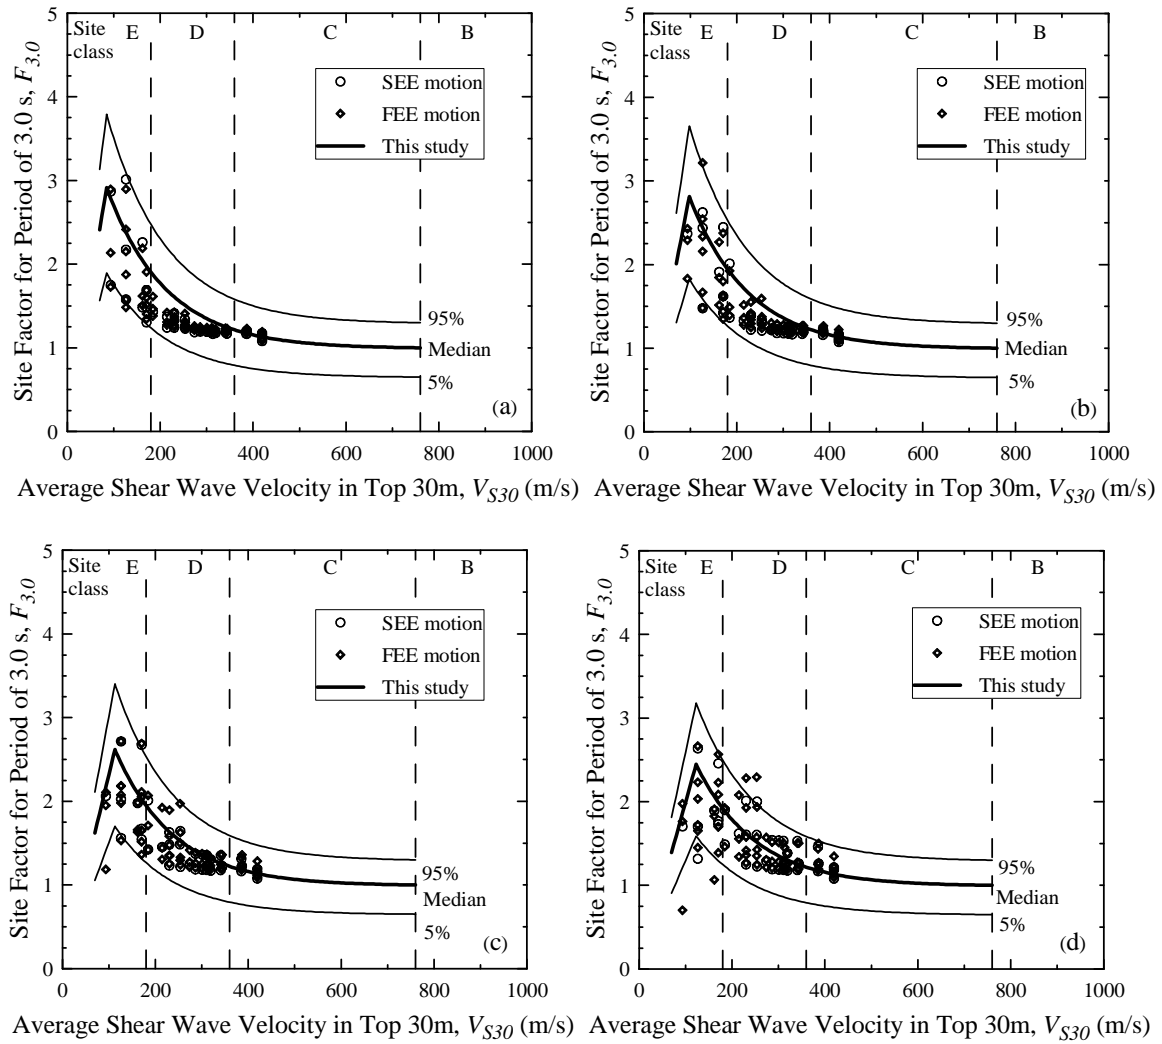 5
4
3
2
1
0
Site Factor for Period of 3.0 s, F3.0
Site class
E
D
C
B
SEE motion
FEE motion
This study
95%
Median
5%
(a)
0 200 400 600 800 1000
Average Shear Wave Velocity in Top 30m, VS30 (m/s)
5
4
3
2
1
0
Site Factor for Period of 3.0 s, F3.0
Site class
E
D
C
B
SEE motion
FEE motion
This study
95%
Median
5%
(b)
0 200 400 600 800 1000
Average Shear Wave Velocity in Top 30m, VS30 (m/s)
5
4
3
2
1
0
Site Factor for Period of 3.0 s, F3.0
Site class
E
D
C
B
SEE motion
FEE motion
This study
95%
Median
5%
(c)
0 200 400 600 800 1000
Average Shear Wave Velocity in Top 30m, VS30 (m/s)
5
4
3
2
1
0
Site Factor for Period of 3.0 s, F3.0
Site class
E
D
C
B
SEE motion
FEE motion
This study
95%
Median
5%
(d)
0 200 400 600 800 1000
Average Shear Wave Velocity in Top 30m, VS30 (m/s)